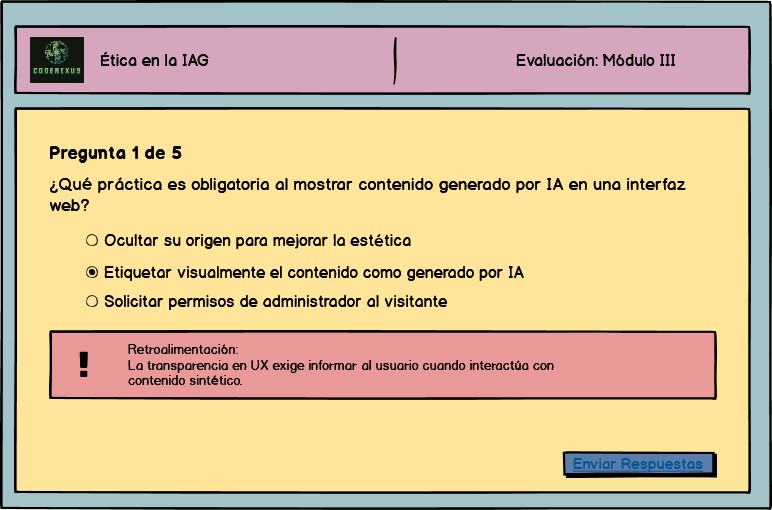 CODENEXUS
Ética en la IAG
Evaluación: Módulo III
Pregunta 1 de 5
¿Qué práctica es obligatoria al mostrar contenido generado por IA en una interfaz
web?
Ocultar su origen para mejorar la estética
Etiquetar visualmente el contenido como generado por IA
Solicitar permisos de administrador al visitante
!
Retroalimentación:
La transparencia en UX exige informar al usuario cuando interactúa con
contenido sintético.
Enviar Respuestas